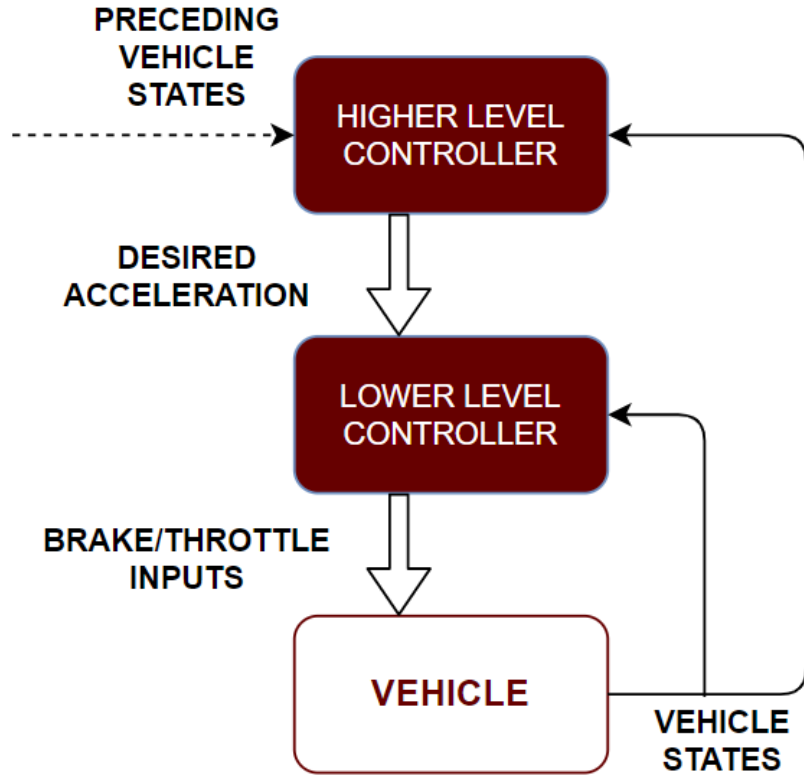 PRECEDING
VEHICLE
STATES
HIGHER LEVEL
CONTROLLER
DESIRED
ACCELERATION
LOWER LEVEL
CONTROLLER
BRAKE/THROTTLE
INPUTS
VEHICLE
VEHICLE
STATES